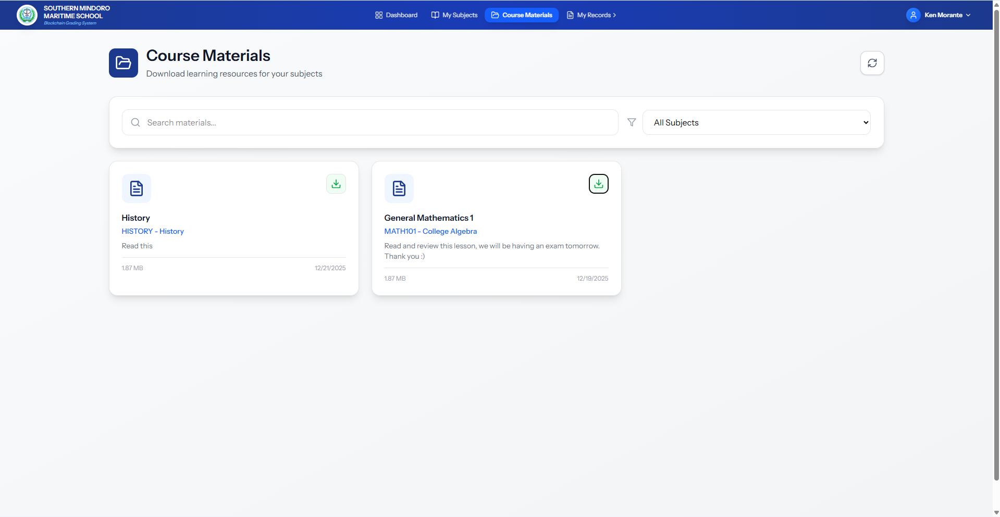 SOUTHERN MINDORO
MARITIME SCHOOL
Blockchain Grading System
Dashboard
My Subjects
Course Materials
My Records
Ken Morante
Course Materials
Download learning resources for your subjects
Search materials...
All Subjects
History
HISTORY - History
Read this
1.87 MB
12/21/2025
General Mathematics 1
MATH101 - College Algebra
Read and review this lesson, we will be having an exam tomorrow.
Thank you :)
1.87 MB
12/19/2025